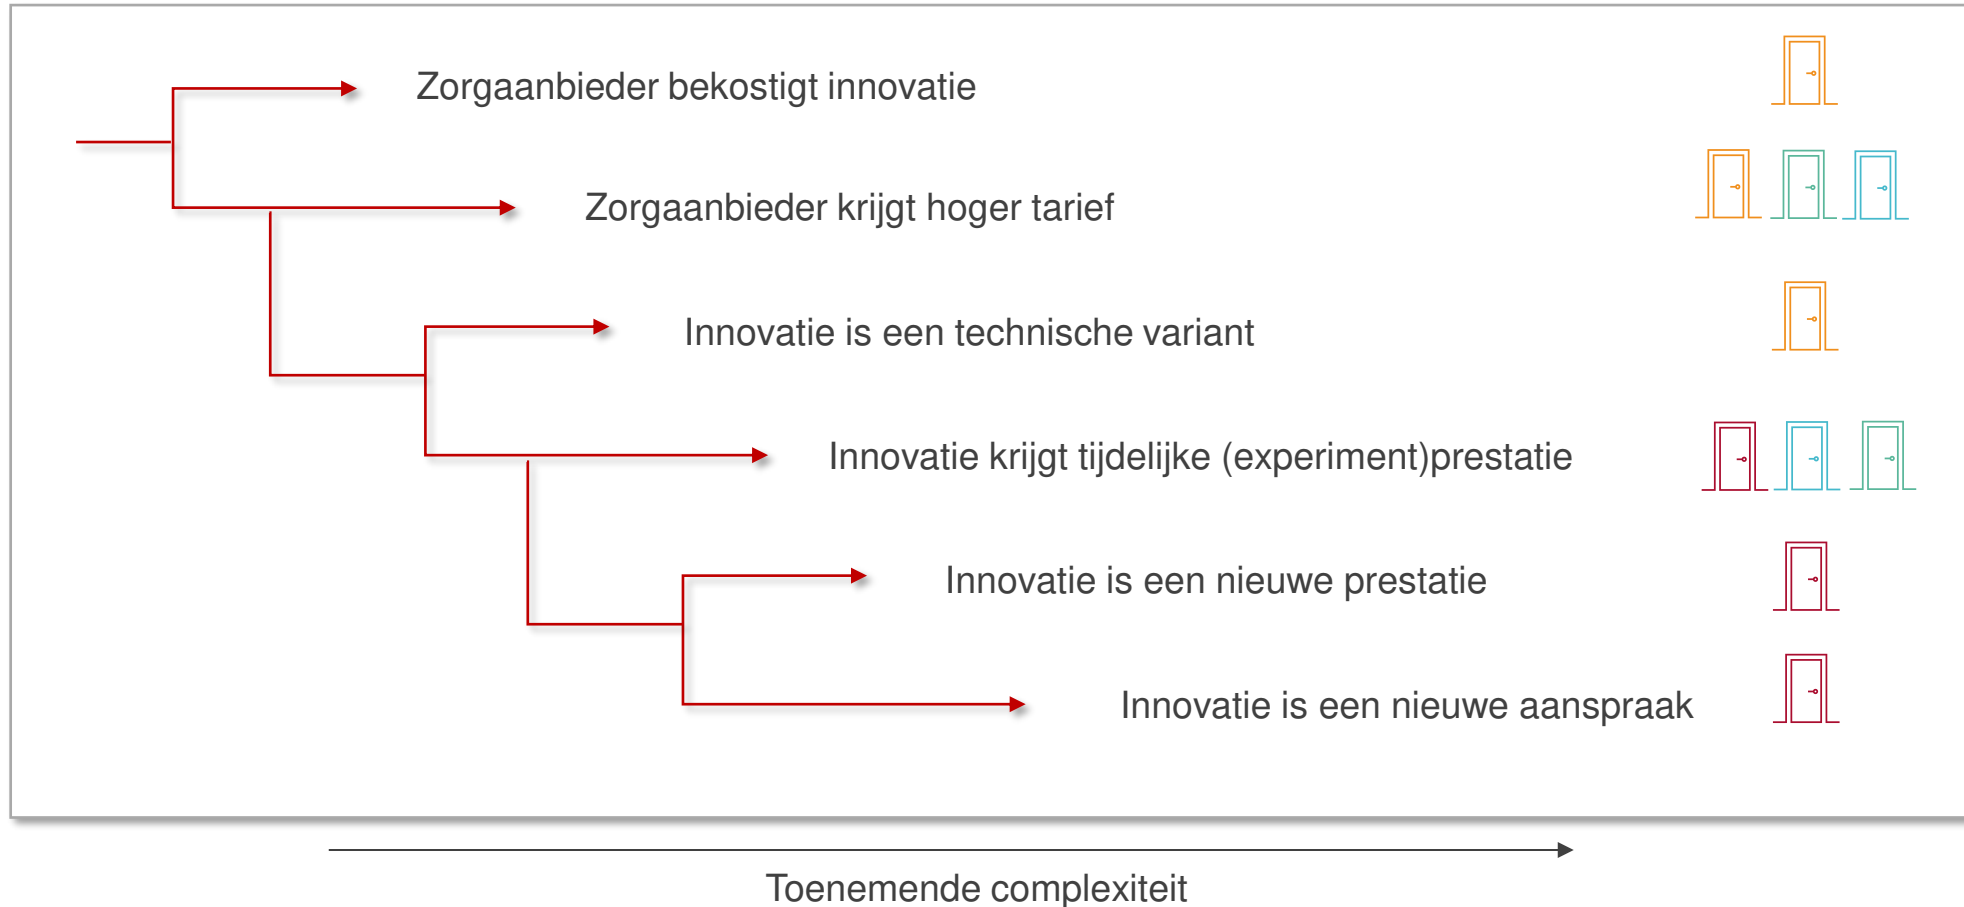 Zorgaanbieder bekostigt innovatie
Zorgaanbieder krijgt hoger tarief
Innovatie is een technische variant
Innovatie krijgt tijdelijke (experiment)prestatie
Innovatie is een nieuwe prestatie
Innovatie is een nieuwe aanspraak
Toenemende complexiteit